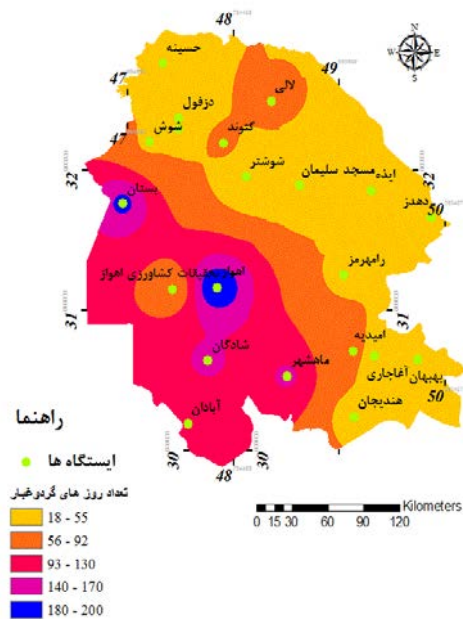 48
N
W E
S
حسینه
49
47
لالی
دزفول
شوش
گتوند
47
32
شوشتر
مسجد سلیمان
ایذه
32
بستان
دهدز
50
رامهرمز
اهواز
تحقیقات کشاورزی اهواز
31
31
امیدیه
شادگان
ماهشهر
آغاجاری
بهبهان
50
هندیجان
آبادان
30
30
48
راهنما
ایستگاه ها
تعداد روز های گردوغبار
18 - 55
56 - 92
93 - 130
140 - 170
180 - 200
Kilometers
0 15 30 60 90 120